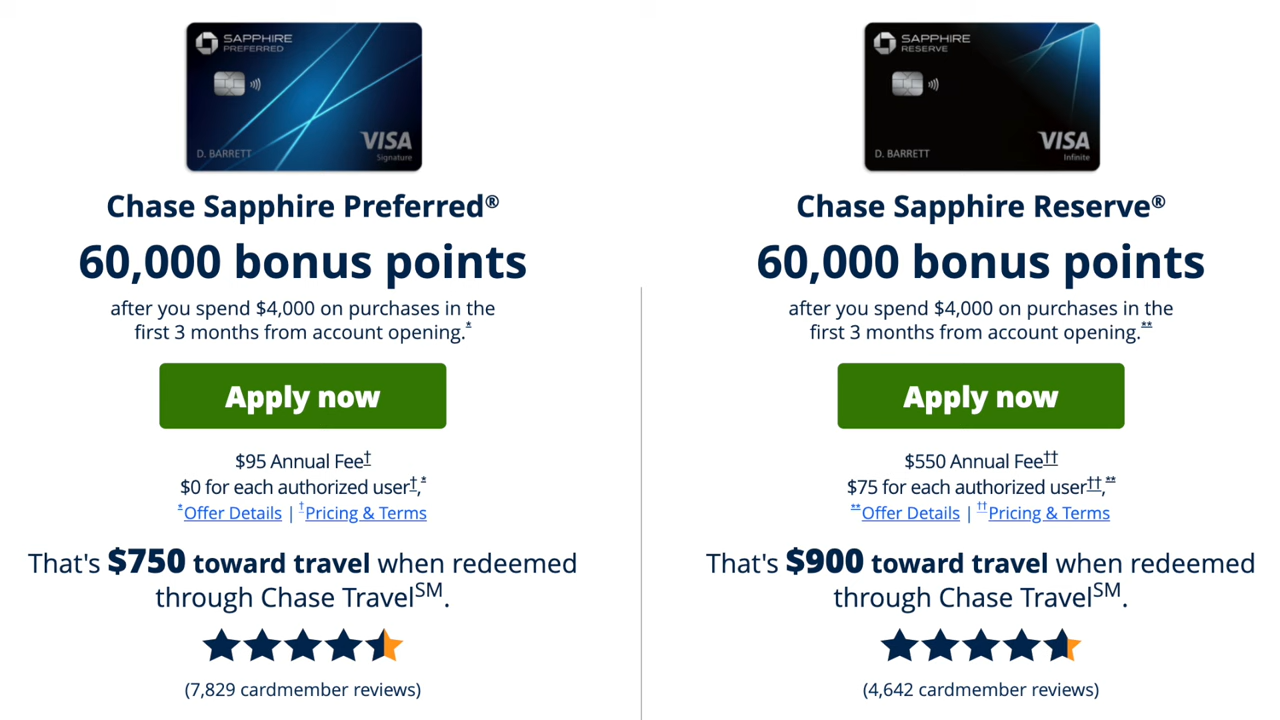 SAPPHIRE
PREFERRED
D. BARRETT
VISA
Signature
Chase Sapphire Preferred®
60,000 bonus points
after you spend $4,000 on purchases in the
first 3 months from account opening.*
Apply now
$95 Annual Fee†
$0 for each authorized user†,*
*Offer Details | †Pricing & Terms
That's $750 toward travel when redeemed
through Chase Travel℠.
(7,829 cardmember reviews)
SAPPHIRE
RESERVE
D. BARRETT
VISA
Infinite
Chase Sapphire Reserve®
60,000 bonus points
after you spend $4,000 on purchases in the
first 3 months from account opening.**
Apply now
$550 Annual Fee††
$75 for each authorized user††,**
**Offer Details | ††Pricing & Terms
That's $900 toward travel when redeemed
through Chase Travel℠.
(4,642 cardmember reviews)